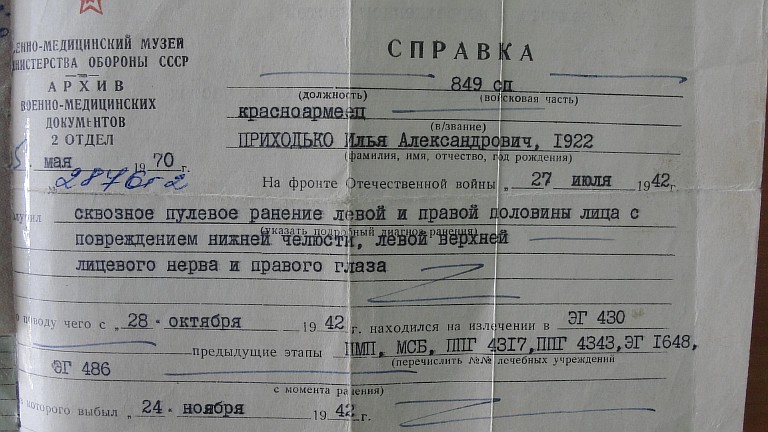 ЕННО-МЕДИЦИНСКИЙ МУЗЕЙ
НИСТЕРСТВА ОБОРОНЫ СССР
АРХИВ
ВОЕННО-МЕДИЦИНСКИХ
ДОКУМЕНТОВ
2 ОТДЕЛ
мая 1970 г.
СПРАВКА
849 сп
(должность) (войсковая часть)
красноармеец
(в/звание)
ПРИХОДЬКО Илья Александрович, 1922
(фамилия, имя, отчество, год рождения)
На фронте Отечественной войны „ 27 июля 1942 г.
сквозное пулевое ранение левой и правой половины лица с
(указать подробный диагноз ранения)
повреждением нижней челюсти, левой верхней
лицевого нерва и правого глаза
поводу чего с „ 28 " октября 1942 г. находился на излечении в ЭГ 430
предыдущие этапы ПМП, МСБ, ППГ 4317, ППГ 4343, ЭГ 1648,
(перечислить №№ лечебных учреждений
ЭГ 486
с момента ранения)
которого выбыл „ 24 " ноября 1942 г.